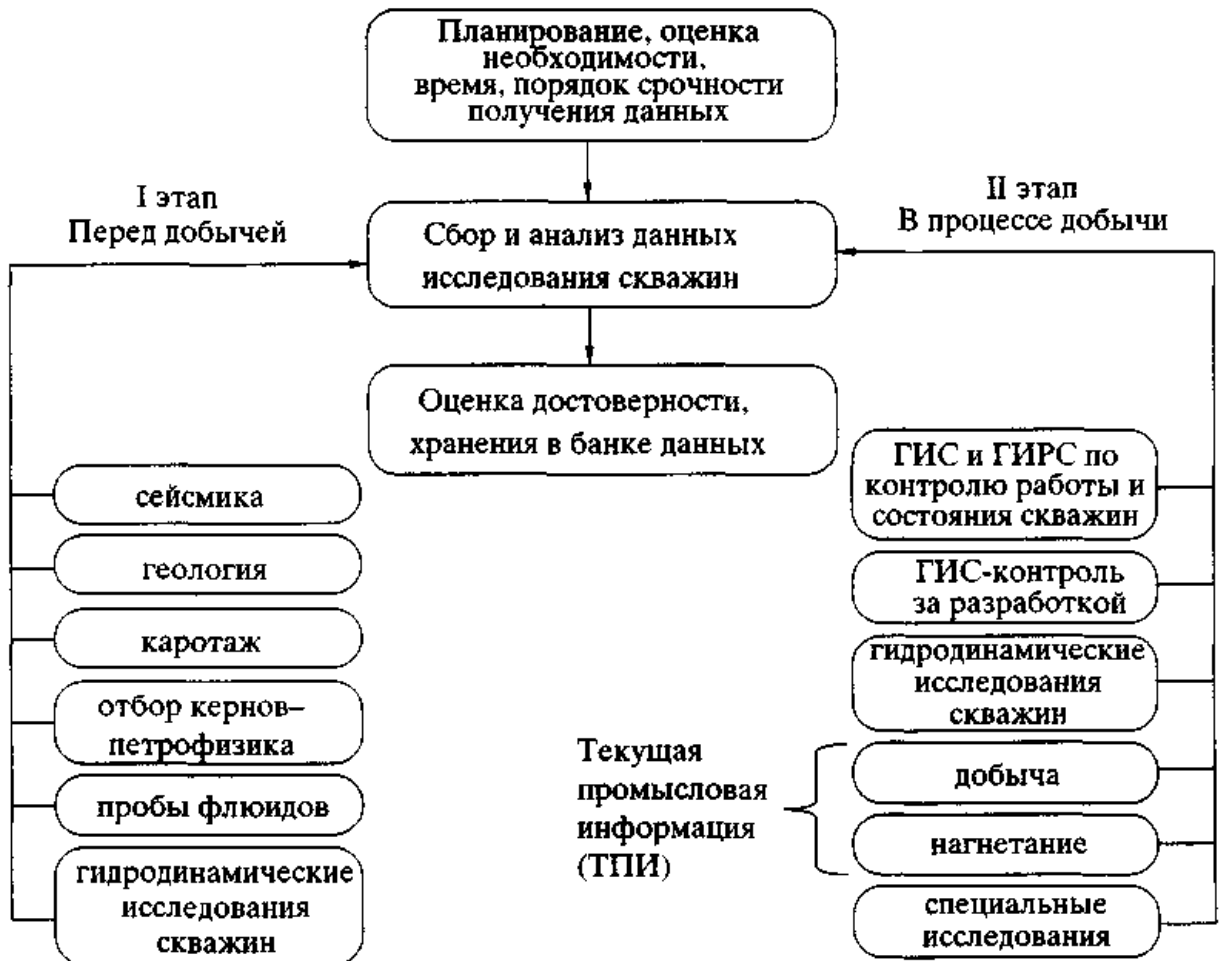 Планирование, оценка
необходимости,
время, порядок срочности
получения данных
I этап
Перед добычей
Сбор и анализ данных
исследования скважин
II этап
В процессе добычи
Оценка достоверности,
хранения в банке данных
сейсмика
геология
каротаж
отбор кернов–
петрофизика
пробы флюидов
гидродинамические
исследования
скважин
ГИС и ГИРС по
контролю работы и
состояния скважин
ГИС-контроль
за разработкой
гидродинамические
исследования
скважин
Текущая
промысловая
информация
(ТПИ)
добыча
нагнетание
специальные
исследования